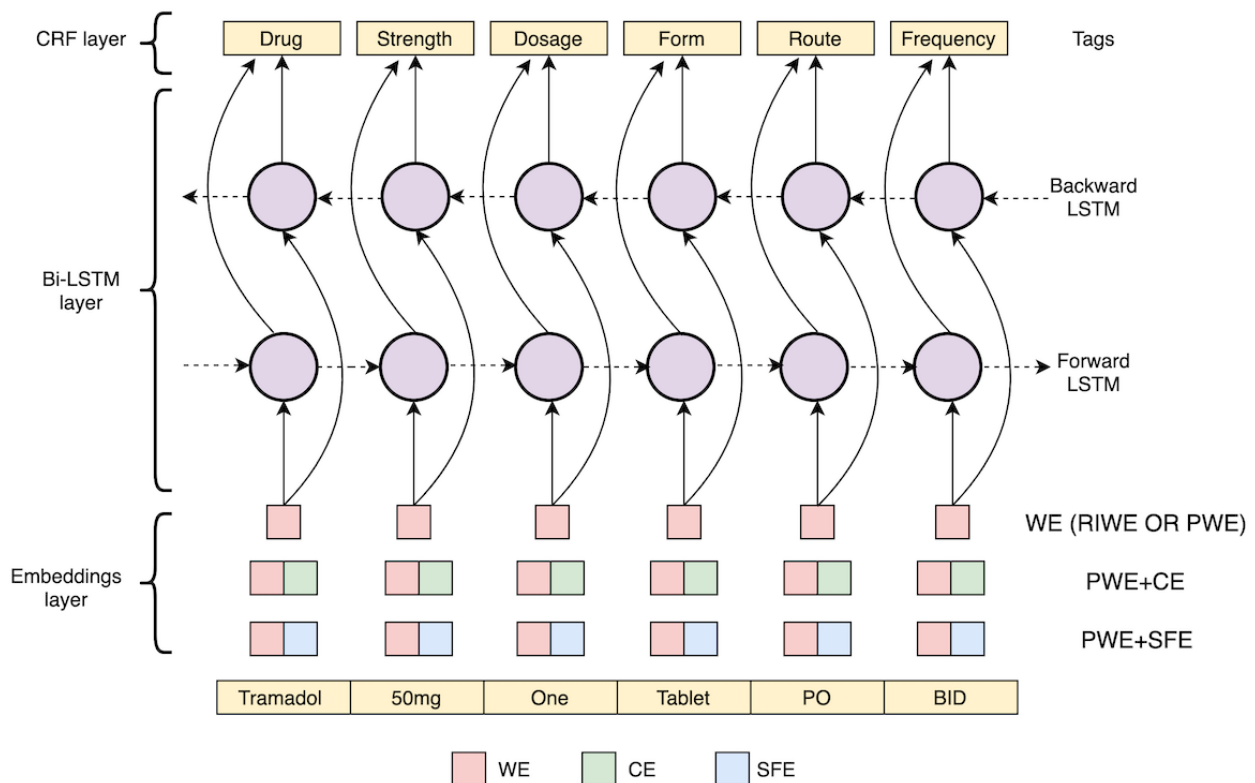 CRF layer
Drug
Strength
Dosage
Form
Route
Frequency
Tags
Backward
LSTM
Bi-LSTM
layer
Forward
LSTM
WE (RIWE OR PWE)
Embeddings
layer
PWE+CE
PWE+SFE
Tramadol
50mg
One
Tablet
PO
BID
WE
CE
SFE